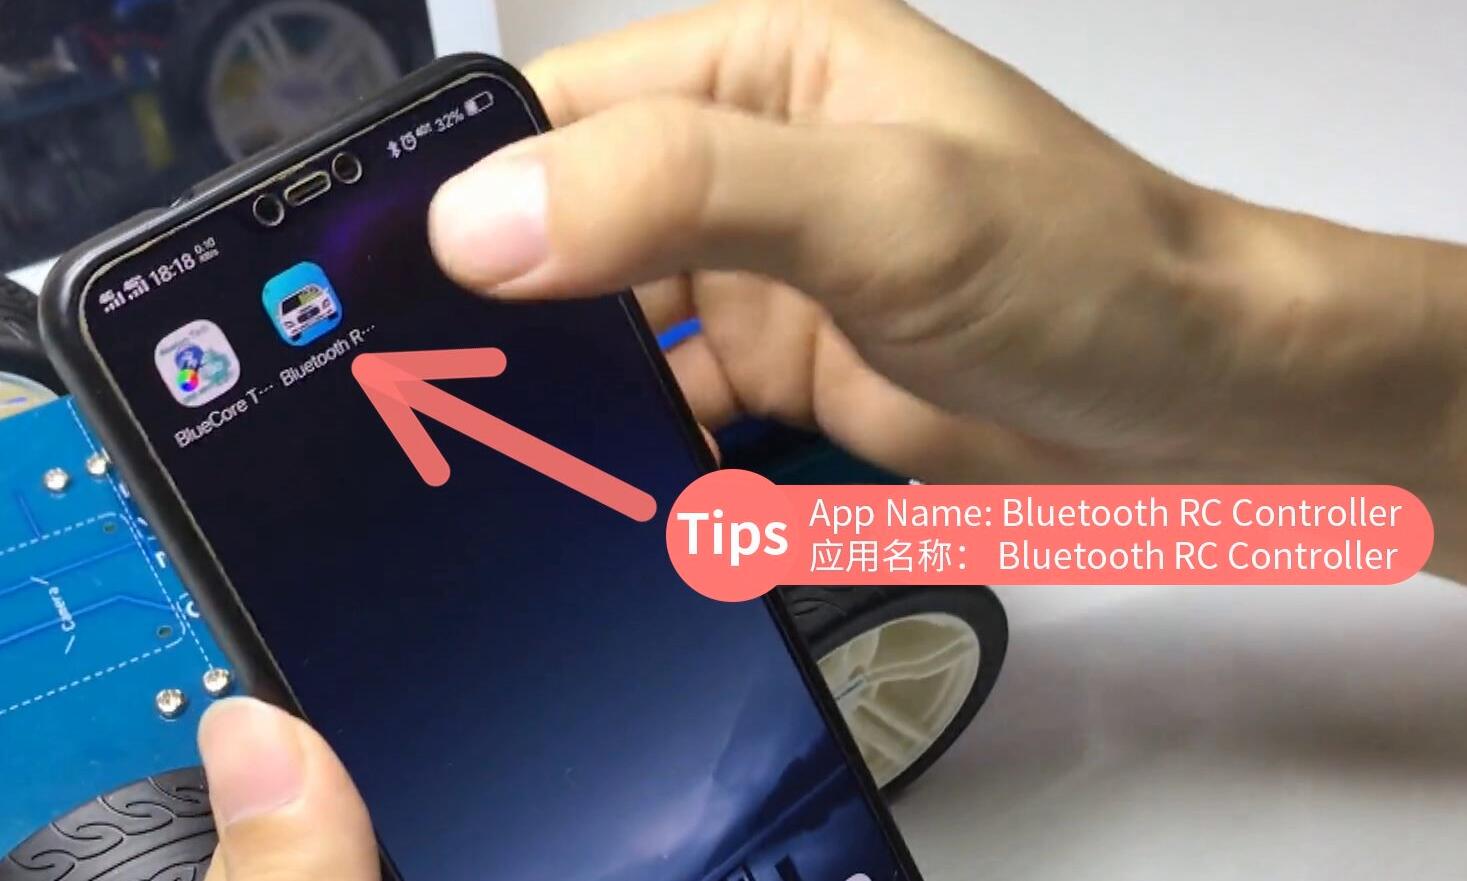 18:18
32%
BlueCore T...
Bluetooth R...
Tips
App Name: Bluetooth RC Controller
应用名称： Bluetooth RC Controller
Camera